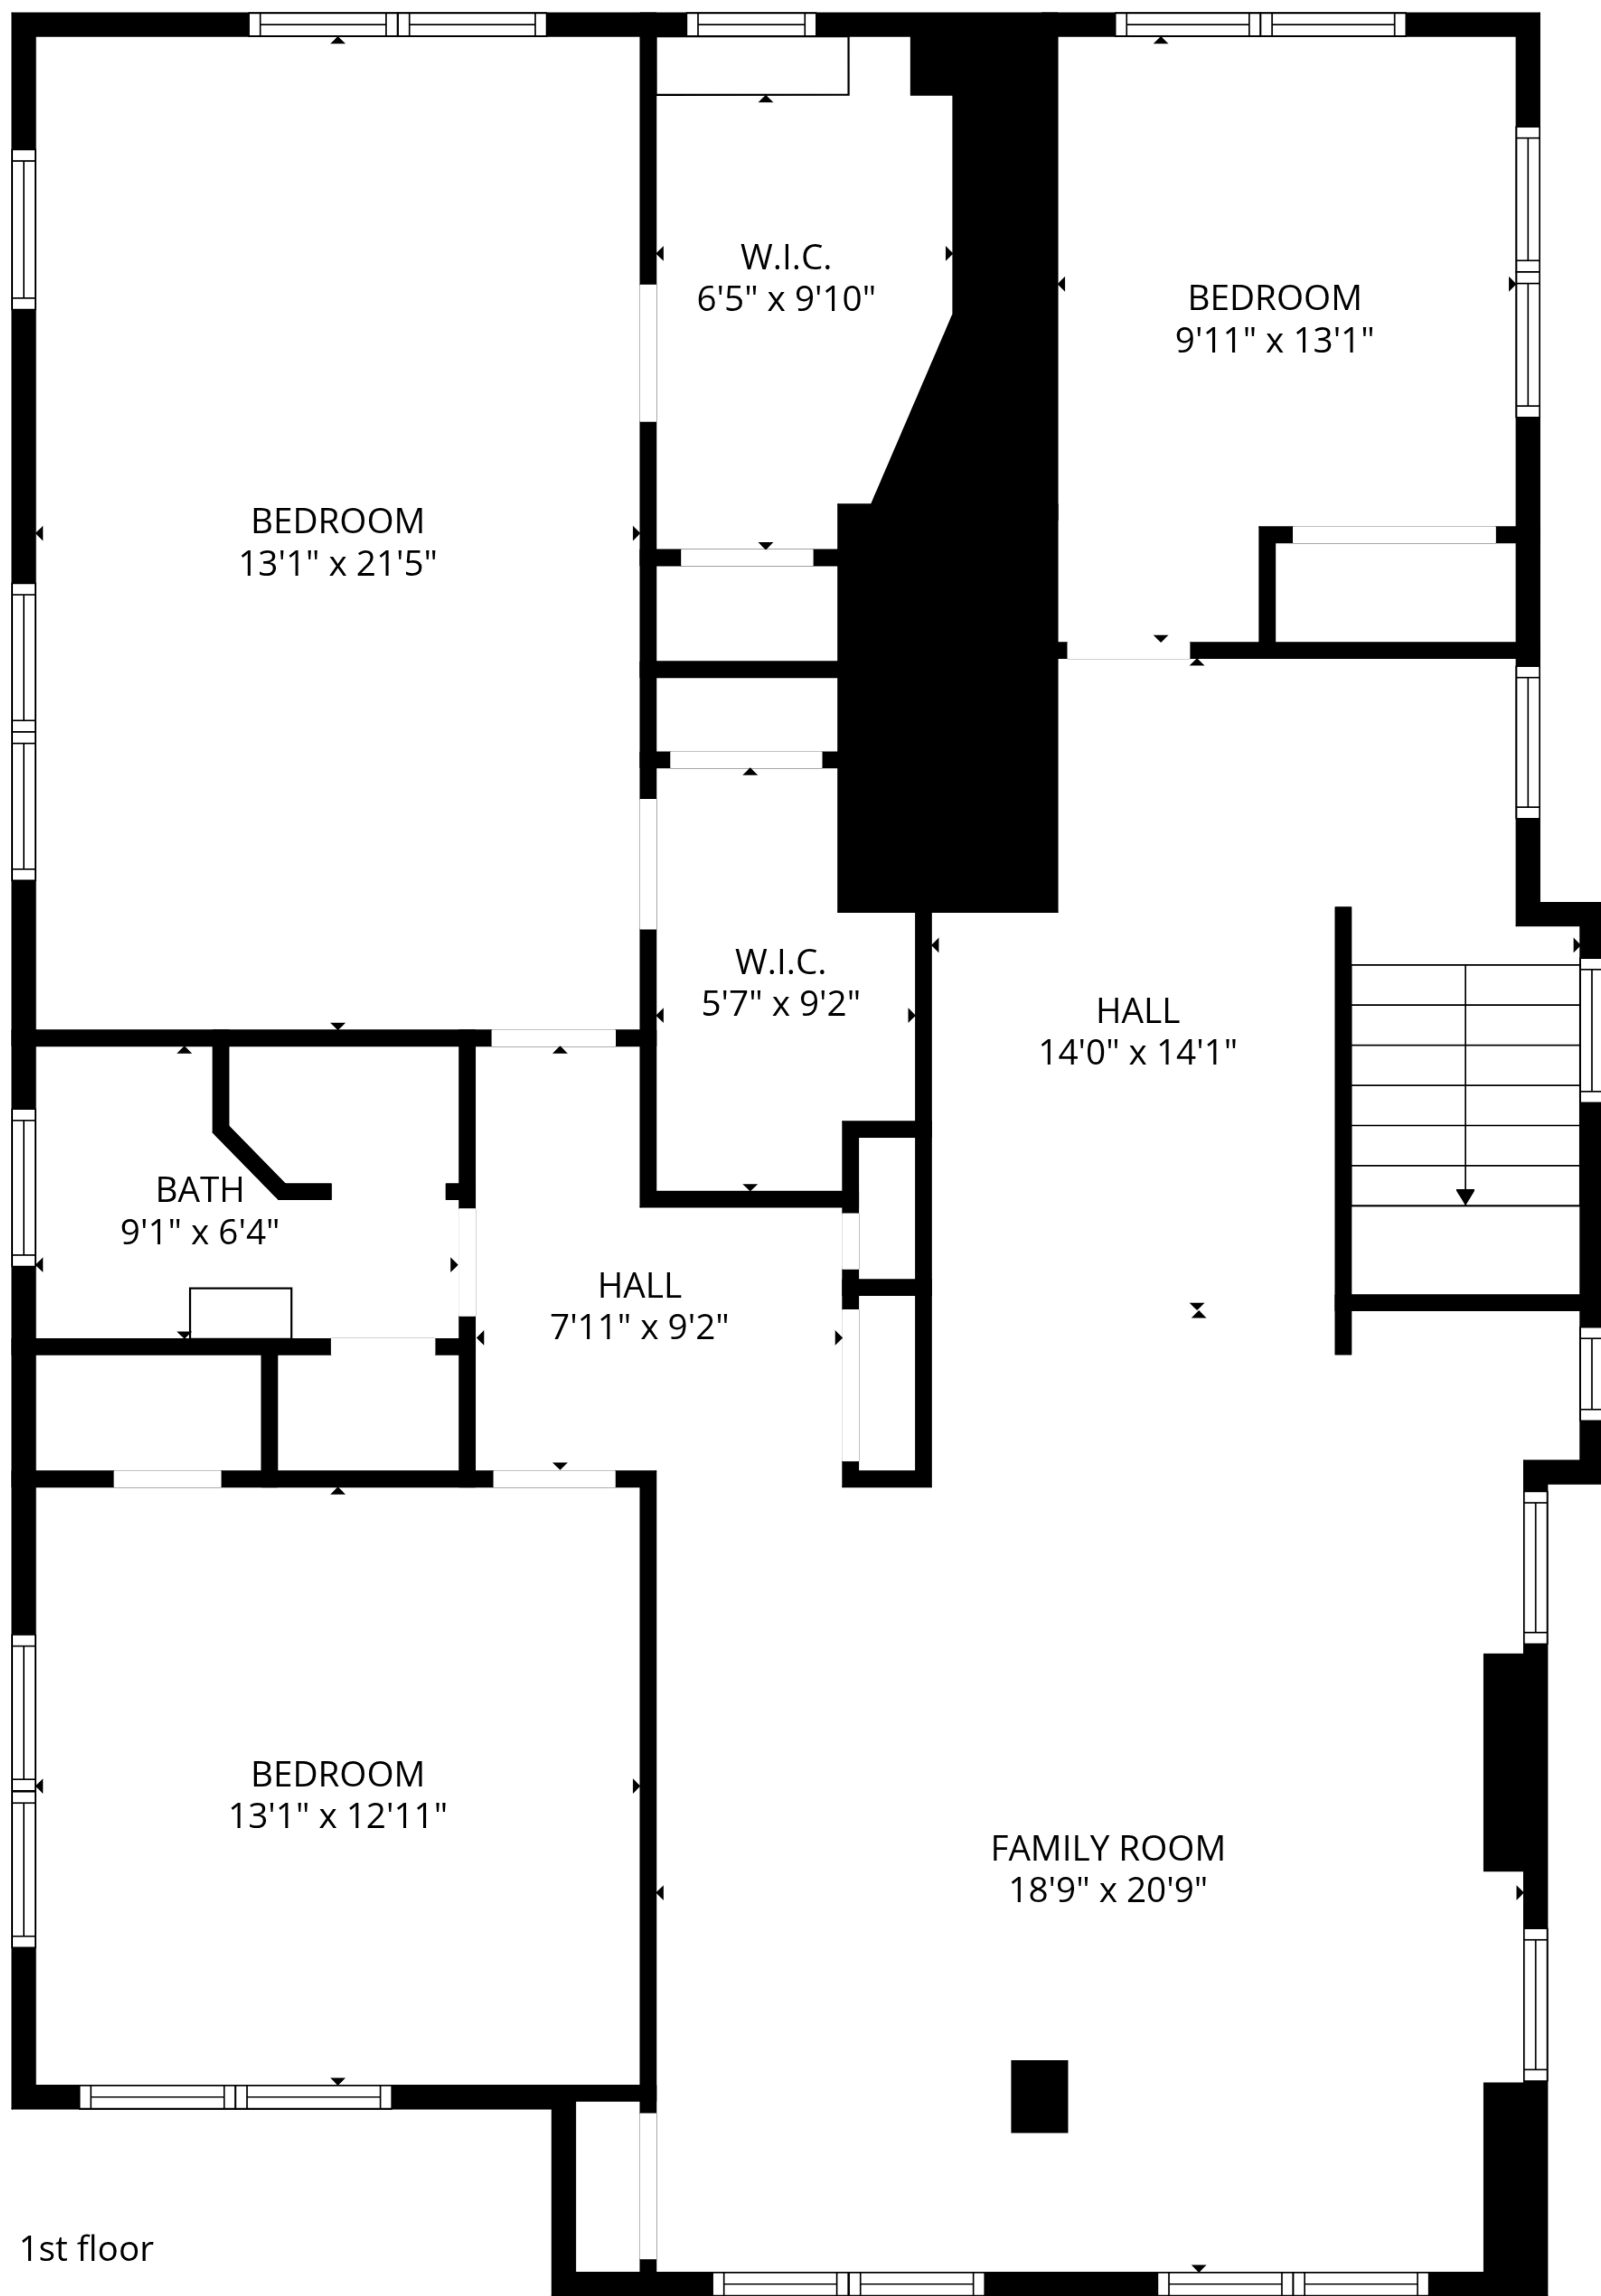 W.I.C.
6'5" x 9'10"
BEDROOM
9'11" x 13'1"
BEDROOM
13'1" x 21'5"
W.I.C.
5'7" x 9'2"
HALL
14'0" x 14'1"
BATH
9'1" x 6'4"
HALL
7'11" x 9'2"
BEDROOM
13'1" x 12'11"
FAMILY ROOM
18'9" x 20'9"
1st floor